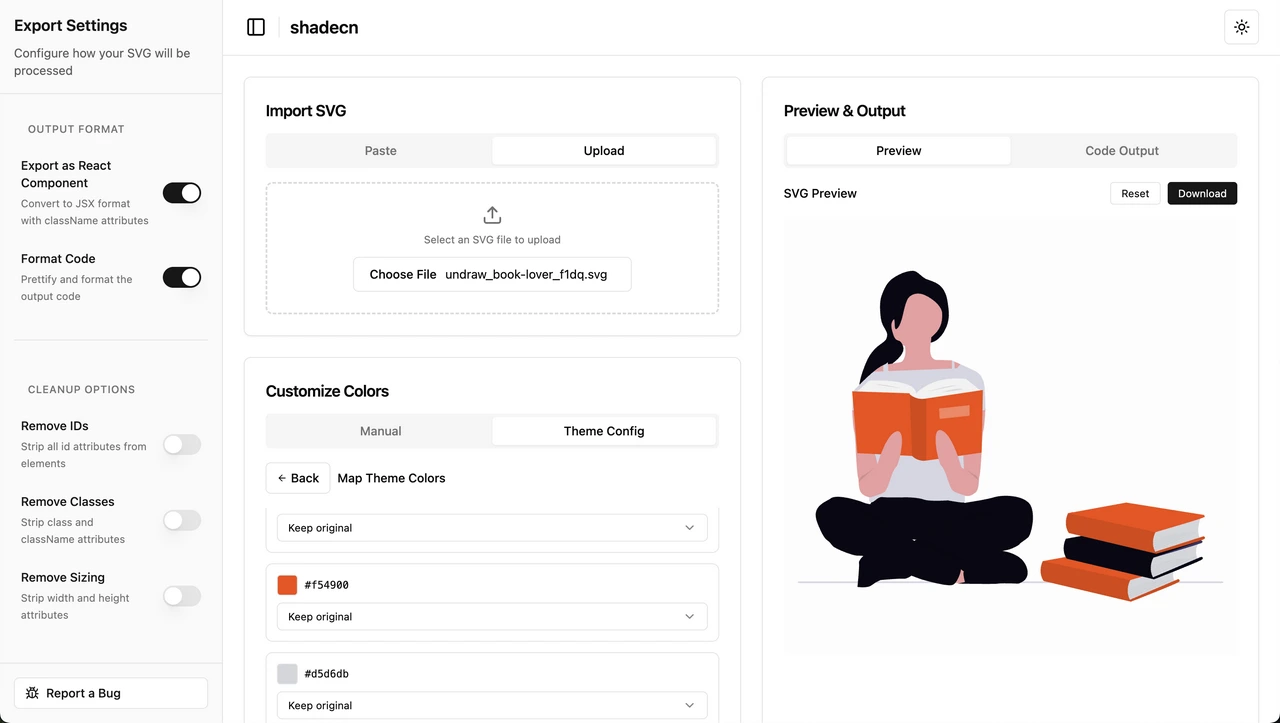 Export Settings
Configure how your SVG will be
processed
OUTPUT FORMAT
Export as React
Component
Convert to JSX format
with className attributes
Format Code
Prettify and format the
output code
CLEANUP OPTIONS
Remove IDs
Strip all id attributes from
elements
Remove Classes
Strip class and
className attributes
Remove Sizing
Strip width and height
attributes
Report a Bug
shadecn
Import SVG
Paste
Upload
Select an SVG file to upload
Choose File undraw_book-lover_f1dq.svg
Customize Colors
Manual
Theme Config
← Back
Map Theme Colors
Keep original
#f54900
Keep original
#d5d6db
Keep original
Preview & Output
Preview
Code Output
SVG Preview
Reset
Download